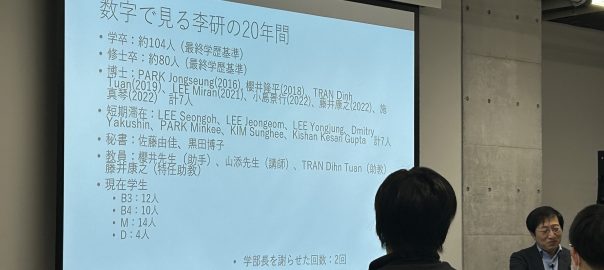 数字で見る李研の20年間
• 学卒：約104人（最終学歴基準）
• 修士卒：約80人（最終学歴基準）
• 博士：PARK Jongseung(2016), 櫻井隆平(2018)、TRAN Dinh
Tuan(2019)、LEE Miran(2021)、小島景行(2022)、藤井康之(2022)、施
真琴(2022) 計7人
• 短期滞在：LEE Seongoh, LEE Jeongeom, LEE Yongjung, Dmitry
Yakushin, PARK Minkee, KIM Sunghee, Kishan Kesari Gupta 計7人
• 秘書：佐藤由佳、黒田博子
• 教員：櫻井先生（助手）、山添先生（講師）、TRAN Dihn Tuan（助教）
藤井康之（特任助教）
• 現在学生
• B3：12人
• B4：10人
• M：14人
• D：4人
• 学部長を謝らせた回数：2回